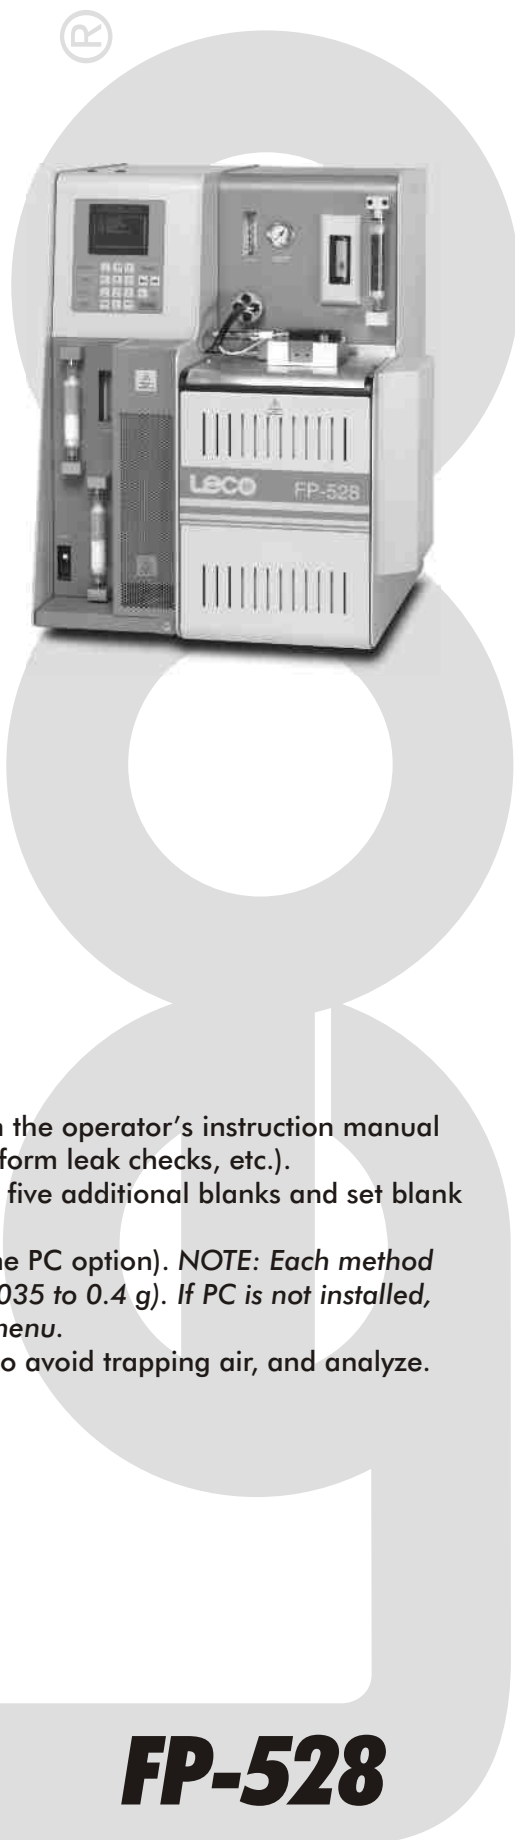 ®
LECO FP-528
n the operator’s instruction manual
form leak checks, etc.).
five additional blanks and set blank
ne PC option). NOTE: Each method
035 to 0.4 g). If PC is not installed,
menu.
o avoid trapping air, and analyze.
FP-528